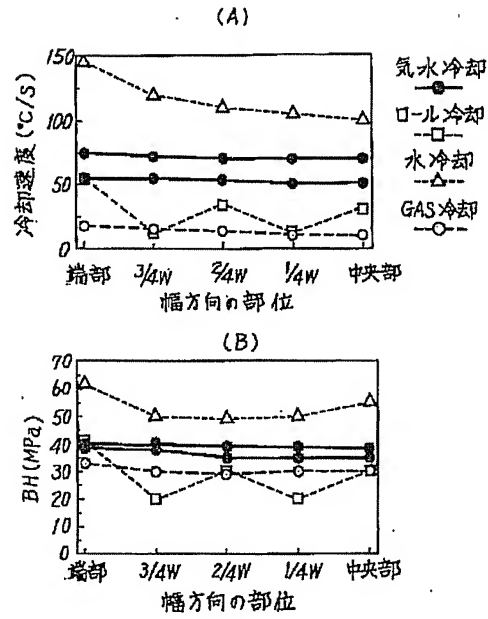 (A)
150
100
50
0
冷却速度(°C/S)
端部 3/4W 2/4W 1/4W 中央部
幅方向の部位
気水冷却
ロール冷却
水冷却
GAS冷却
(B)
70
60
50
40
30
20
10
0
BH(MPa)
端部 3/4W 2/4W 1/4W 中央部
幅方向の部位